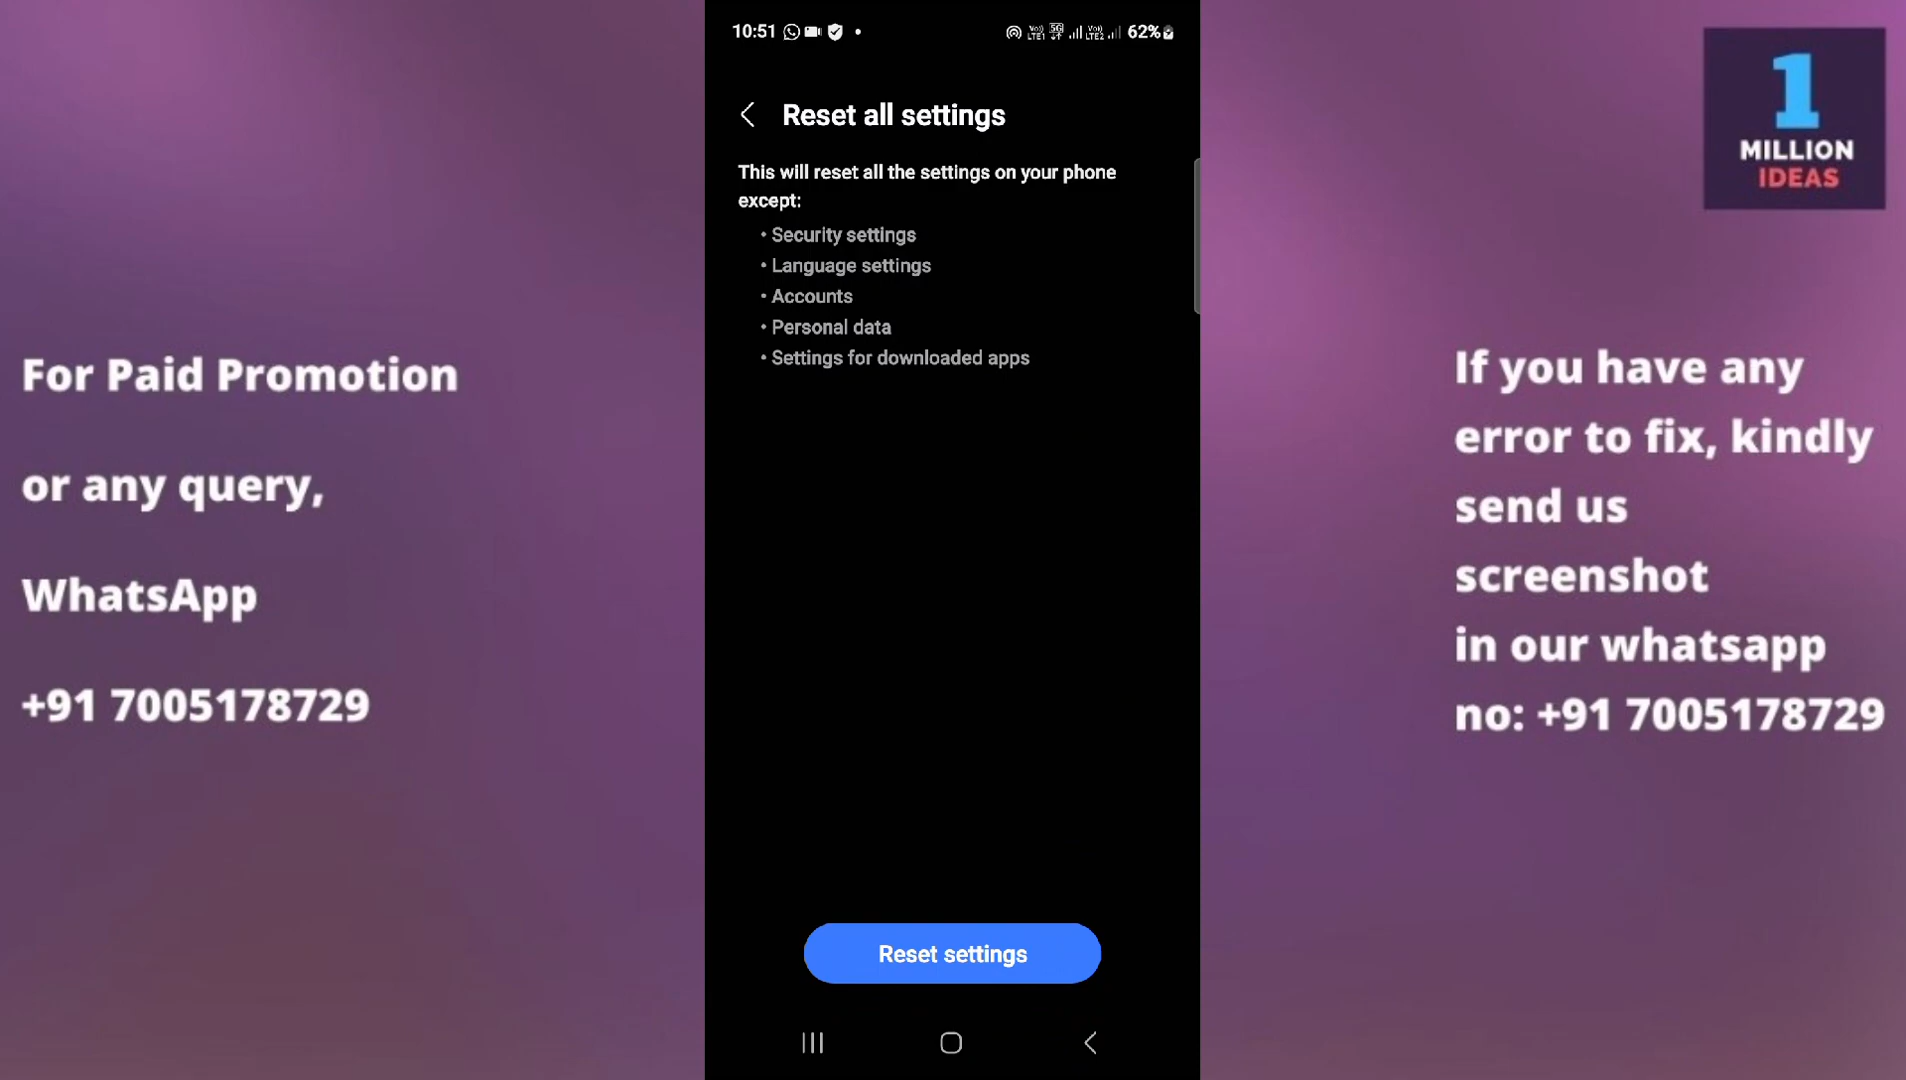 10:51
62%
Reset all settings
This will reset all the settings on your phone
except:
• Security settings
• Language settings
• Accounts
• Personal data
• Settings for downloaded apps
Reset settings
For Paid Promotion
or any query,
WhatsApp
+91 7005178729
1
MILLION
IDEAS
If you have any
error to fix, kindly
send us
screenshot
in our whatsapp
no: +91 7005178729